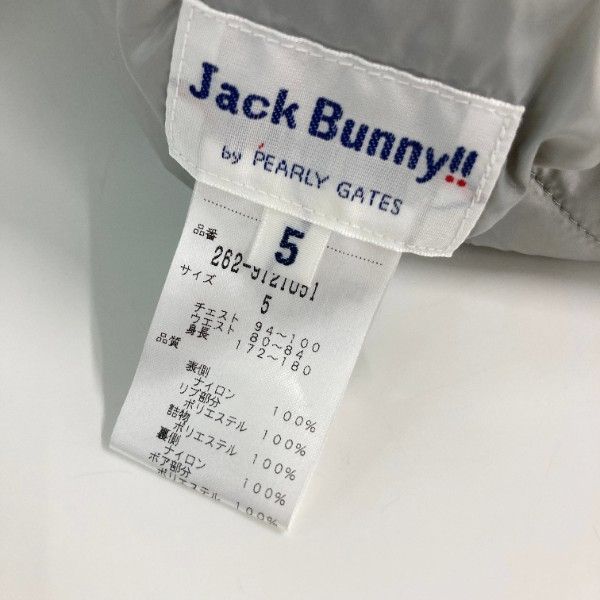 Jack Bunny!!
by PEARLY GATES
5
品番
262-9121051
サイズ
5
チェスト 94~100
ウエスト 80~84
身長 172~180
品質
表側
ナイロン 100%
リブ部分
ポリエステル 100%
詰物
ポリエステル 100%
裏側
ナイロン 100%
ボア部分
ポリエステル 100%